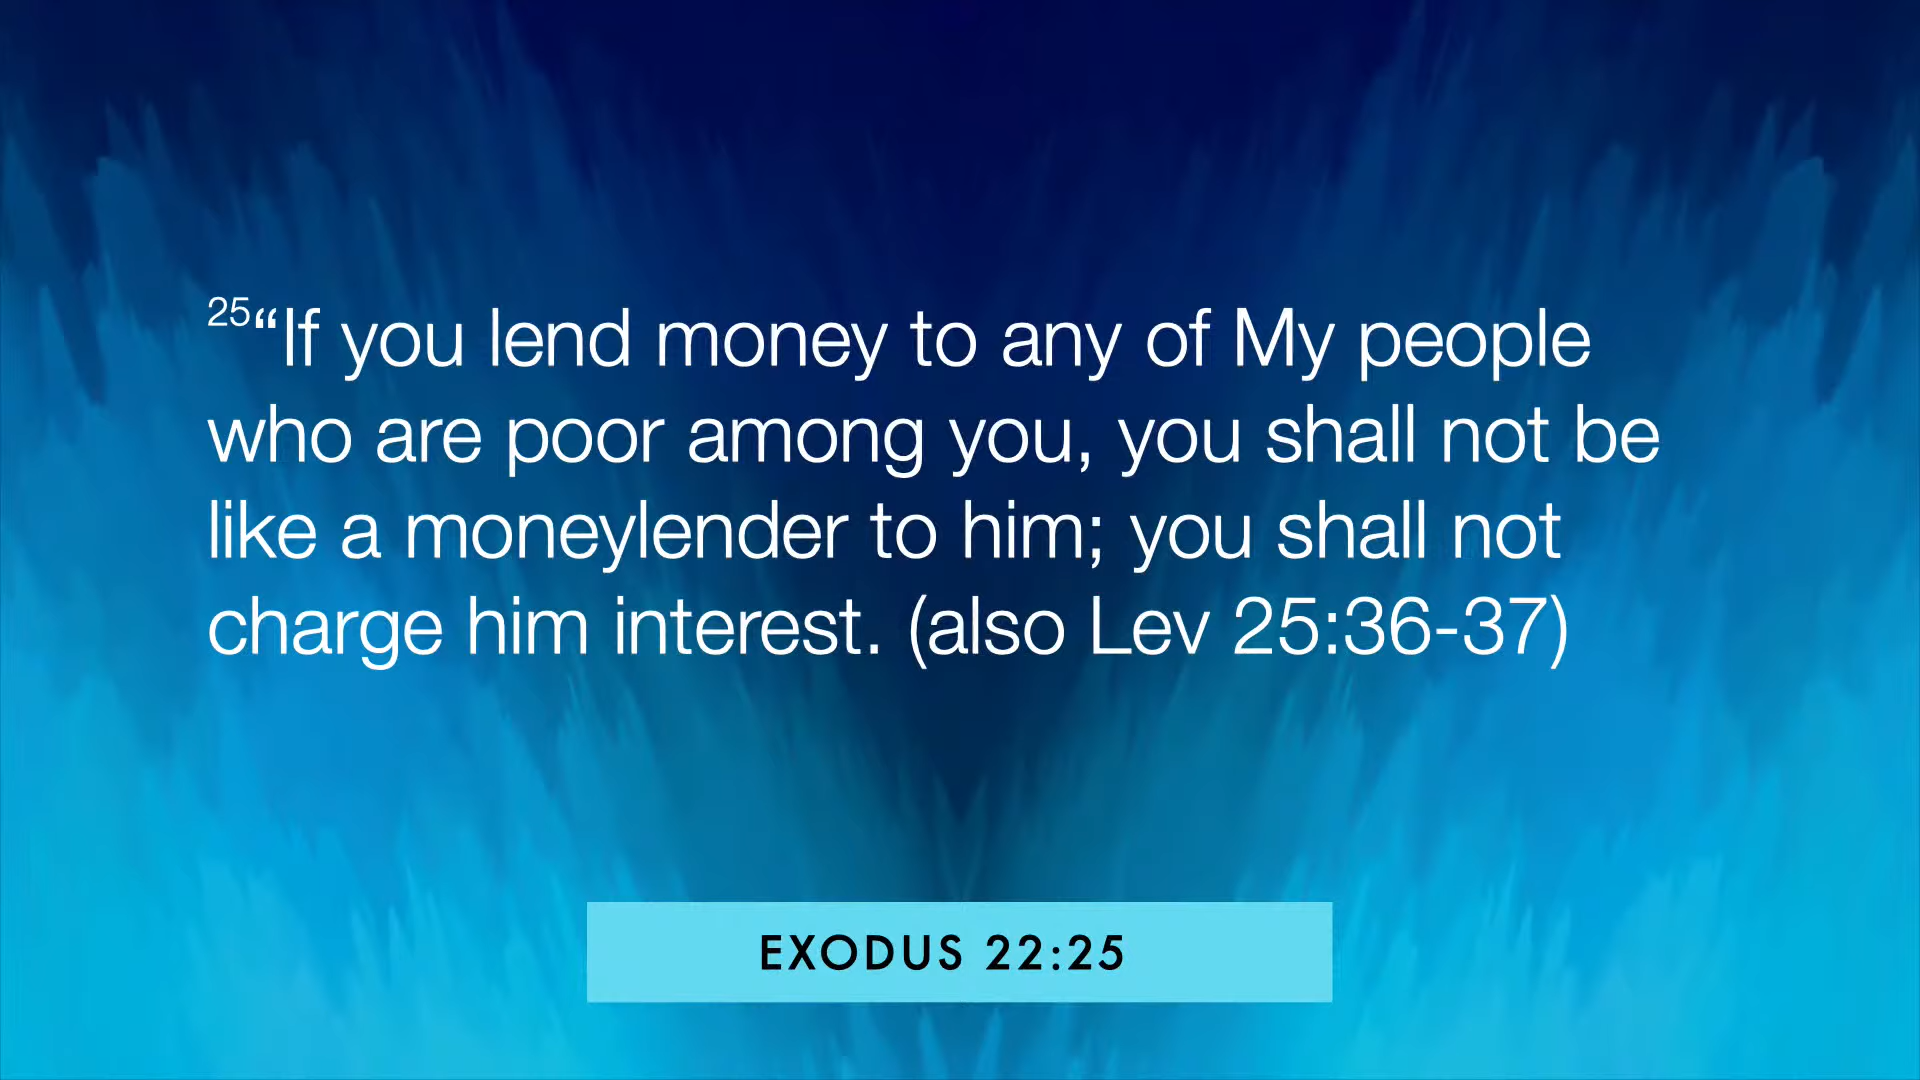 25“If you lend money to any of My people
who are poor among you, you shall not be
like a moneylender to him; you shall not
charge him interest. (also Lev 25:36-37)
EXODUS 22:25